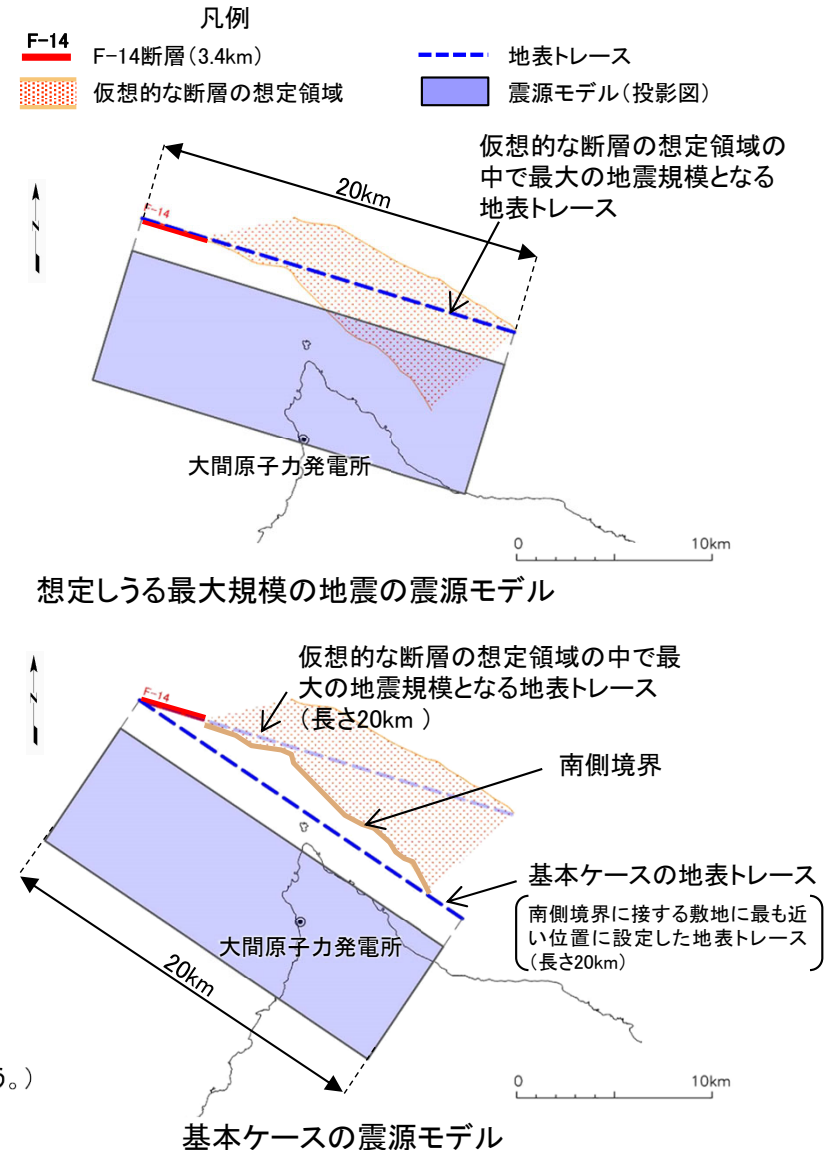 凡例
F-14
F-14断層(3.4km)
地表トレース
仮想的な断層の想定領域
震源モデル(投影図)
仮想的な断層の想定領域の
中で最大の地震規模となる
地表トレース
20km
N
F-14
大間原子力発電所
0
10km
想定しうる最大規模の地震の震源モデル
仮想的な断層の想定領域の中で最
大の地震規模となる地表トレース
(長さ20km )
N
F-14
南側境界
基本ケースの地表トレース
南側境界に接する敷地に最も近
い位置に設定した地表トレース
(長さ20km)
大間原子力発電所
20km
0
10km
う。)
基本ケースの震源モデル